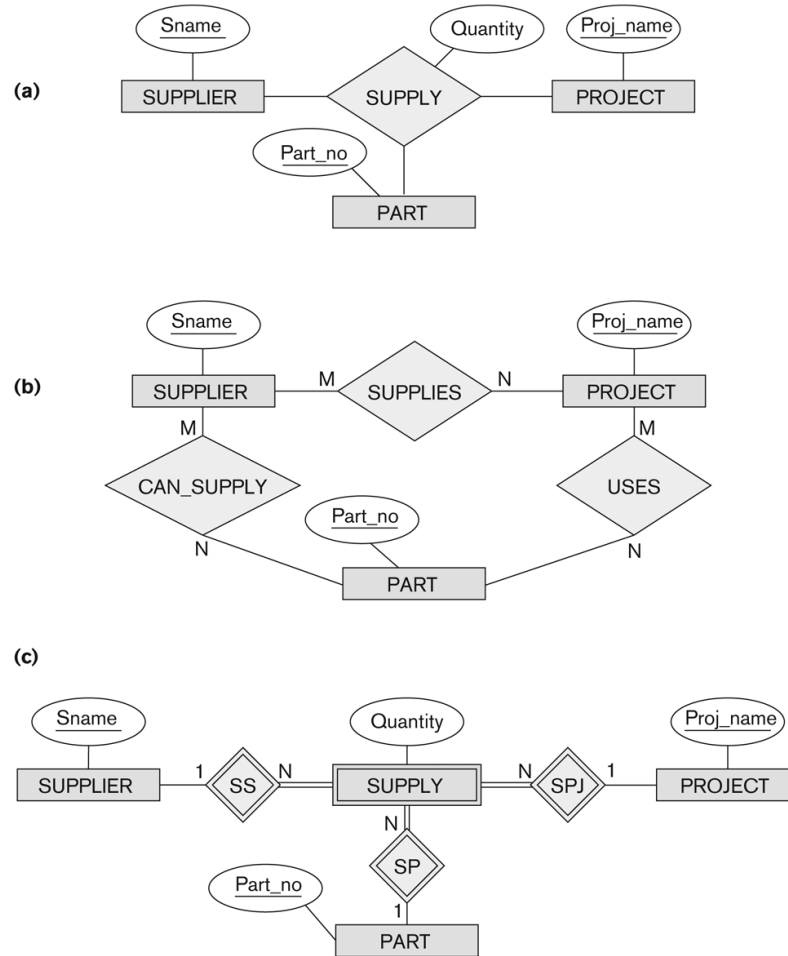 (a)
Sname
Quantity
Proj_name
SUPPLIER
SUPPLY
PROJECT
Part_no
PART
(b)
Sname
Proj_name
SUPPLIER
M
SUPPLIES
N
PROJECT
M
M
CAN_SUPPLY
USES
Part_no
N
N
PART
(c)
Sname
Quantity
Proj_name
SUPPLIER
1
SS
N
SUPPLY
N
SPJ
1
PROJECT
N
SP
Part_no
1
PART